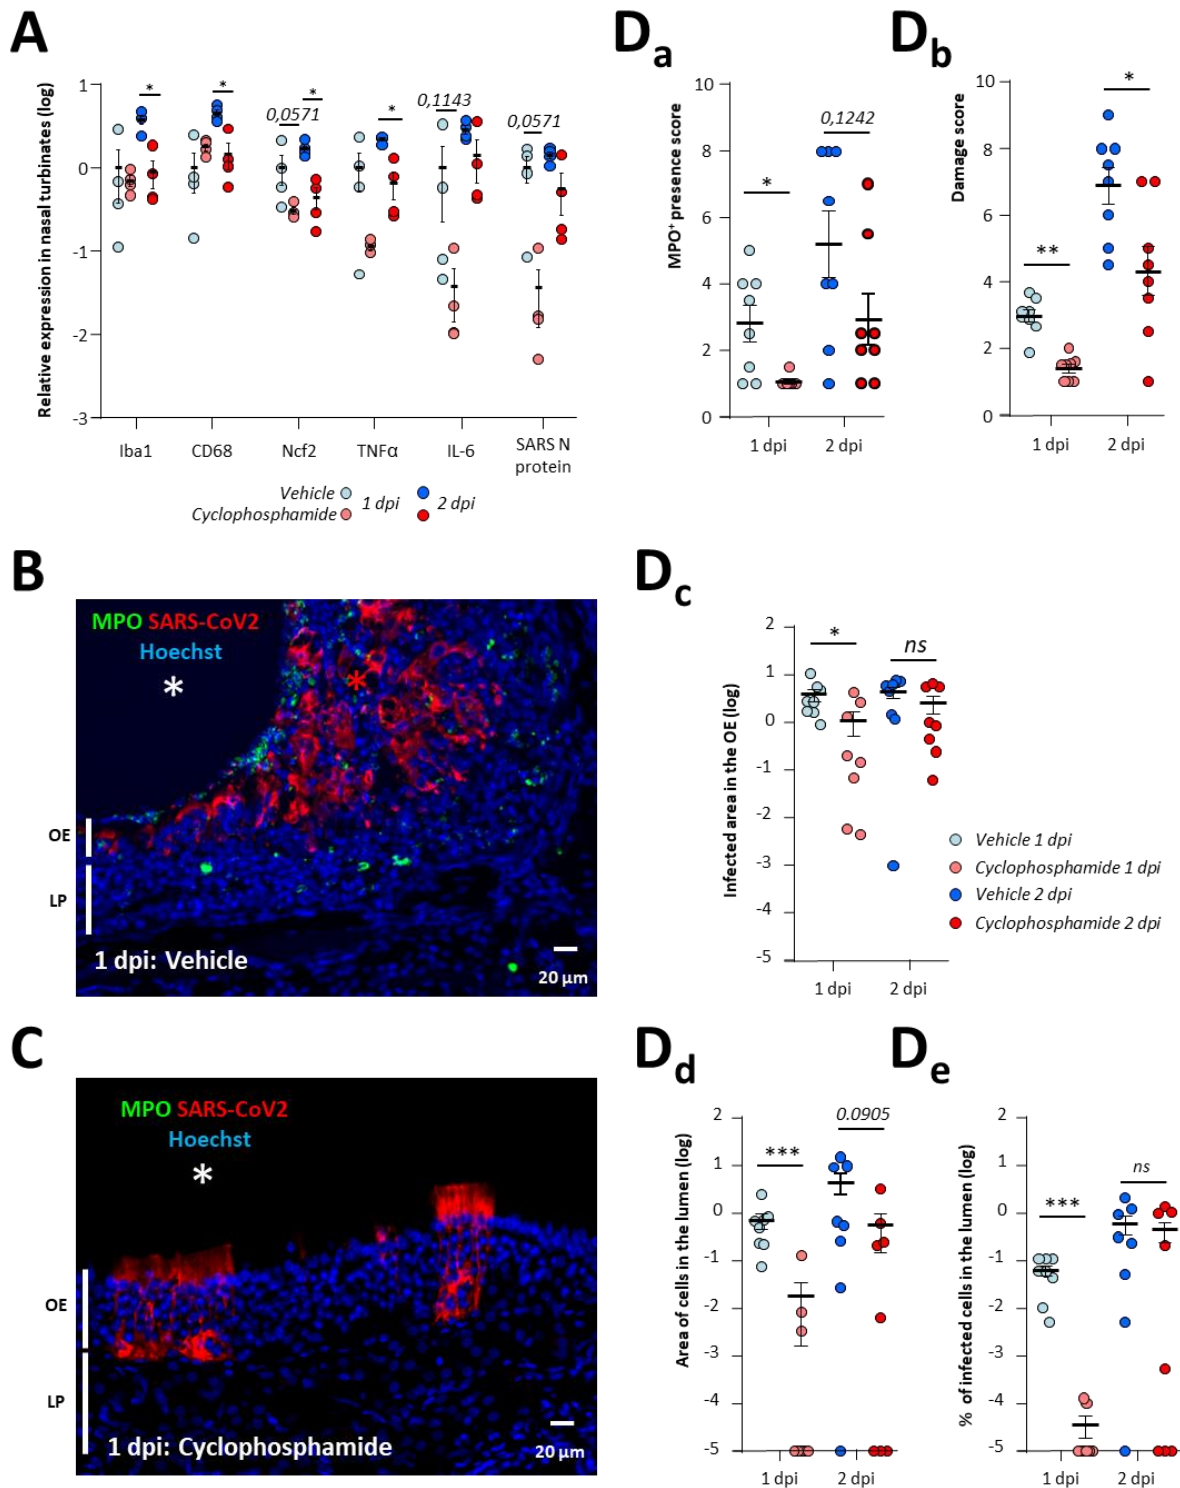 A
Relative expression in nasal turbinates (log)
1
0
-1
-2
-3
*
*
0,0571
*
*
0,1143
0,0571
Iba1
CD68
Ncf2
TNFα
IL-6
SARS N
protein
Vehicle
Cyclophosphamide
1 dpi
2 dpi
Da
MPO+ presence score
10
8
6
4
2
0
*
0,1242
1 dpi
2 dpi
Db
Damage score
10
8
6
4
2
0
**
*
1 dpi
2 dpi
B
MPO SARS-CoV2
Hoechst
*
*
OE
LP
1 dpi: Vehicle
20 µm
Dc
Infected area in the OE (log)
2
1
0
-1
-2
-3
-4
-5
*
ns
1 dpi
2 dpi
Vehicle 1 dpi
Cyclophosphamide 1 dpi
Vehicle 2 dpi
Cyclophosphamide 2 dpi
C
MPO SARS-CoV2
Hoechst
*
OE
LP
1 dpi: Cyclophosphamide
20 µm
Dd
Area of cells in the lumen (log)
2
1
0
-1
-2
-3
-4
-5
***
0.0905
1 dpi
2 dpi
De
% of infected cells in the lumen (log)
2
1
0
-1
-2
-3
-4
-5
***
ns
1 dpi
2 dpi